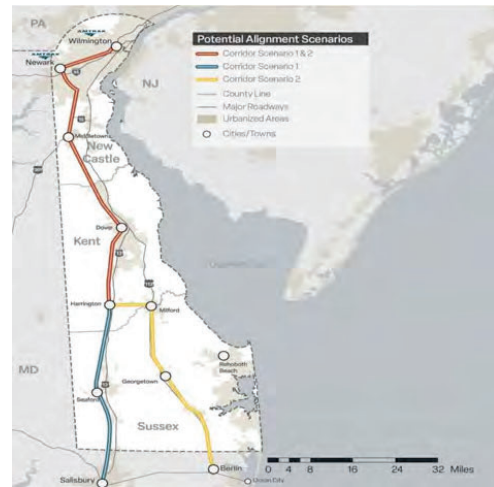 PA
AMTRAK
Wilmington
AMTRAK
Newark
NJ
Potential Alignment Scenarios
Corridor Scenario 1 & 2
Corridor Scenario 1
Corridor Scenario 2
County Line
Major Roadways
Urbanized Areas
Cities/Towns
Middletown
New
Castle
Dover
Kent
Harrington
Milford
MD
Rehoboth
Beach
Georgetown
Seaford
Sussex
Salisbury
Berlin
Ocean City
0 4 8 16 24 32 Miles